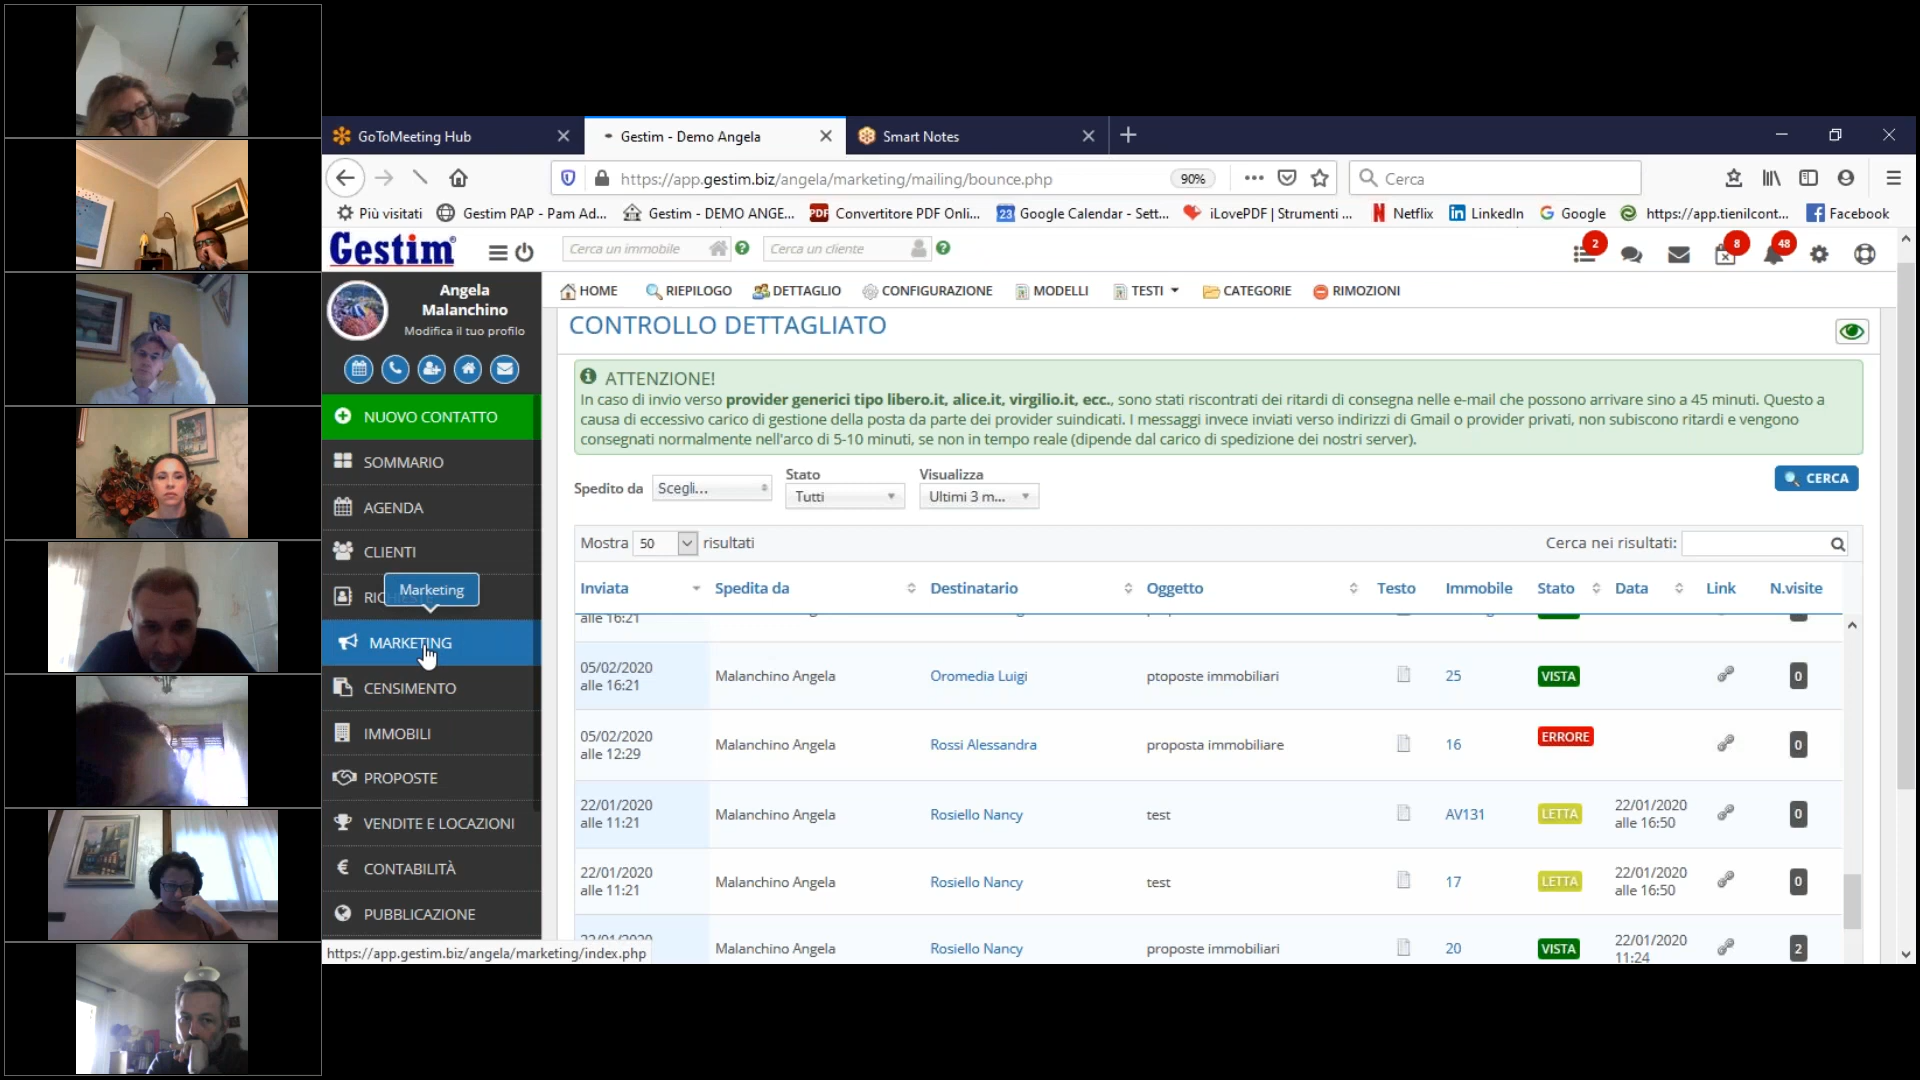 GoToMeeting Hub
Gestim - Demo Angela
Smart Notes
https://app.gestim.biz/angela/marketing/mailing/bounce.php
90%
Cerca
Più visitati
Gestim PAP - Pam Ad...
Gestim - DEMO ANGE...
PDF Convertitore PDF Onli...
23 Google Calendar - Sett...
iLovePDF | Strumenti ...
Netflix
LinkedIn
Google
https://app.tienilcont...
Facebook
Gestim
Cerca un immobile
Cerca un cliente
2
8
48
Angela
Malanchino
Modifica il tuo profilo
HOME
RIEPILOGO
DETTAGLIO
CONFIGURAZIONE
MODELLI
TESTI
CATEGORIE
RIMOZIONI
NUOVO CONTATTO
SOMMARIO
AGENDA
CLIENTI
Marketing
MARKETING
CENSIMENTO
IMMOBILI
PROPOSTE
VENDITE E LOCAZIONI
CONTABILITÀ
PUBBLICAZIONE
https://app.gestim.biz/angela/marketing/index.php
CONTROLLO DETTAGLIATO
ATTENZIONE!
In caso di invio verso provider generici tipo libero.it, alice.it, virgilio.it, ecc., sono stati riscontrati dei ritardi di consegna nelle e-mail che possono arrivare sino a 45 minuti. Questo a
causa di eccessivo carico di gestione della posta da parte dei provider suindicati. I messaggi invece inviati verso indirizzi di Gmail o provider privati, non subiscono ritardi e vengono
consegnati normalmente nell'arco di 5-10 minuti, se non in tempo reale (dipende dal carico di spedizione dei nostri server).
Spedito da Scegli...
Stato
Tutti
Visualizza
Ultimi 3 m...
CERCA
Mostra 50 risultati
Cerca nei risultati:
Inviata Spedita da Destinatario Oggetto Testo Immobile Stato Data Link N.visite
alle 16:21
05/02/2020
alle 16:21
Malanchino Angela Oromedia Luigi ptoposte immobiliari 25 VISTA 0
05/02/2020
alle 12:29
Malanchino Angela Rossi Alessandra proposta immobiliare 16 ERRORE 0
22/01/2020
alle 11:21
Malanchino Angela Rosiello Nancy test AV131 LETTA
22/01/2020
alle 16:50
0
22/01/2020
alle 11:21
Malanchino Angela Rosiello Nancy test 17 LETTA
22/01/2020
alle 16:50
0
22/01/2020
Malanchino Angela Rosiello Nancy proposte immobiliari 20 VISTA
22/01/2020
11:24
2